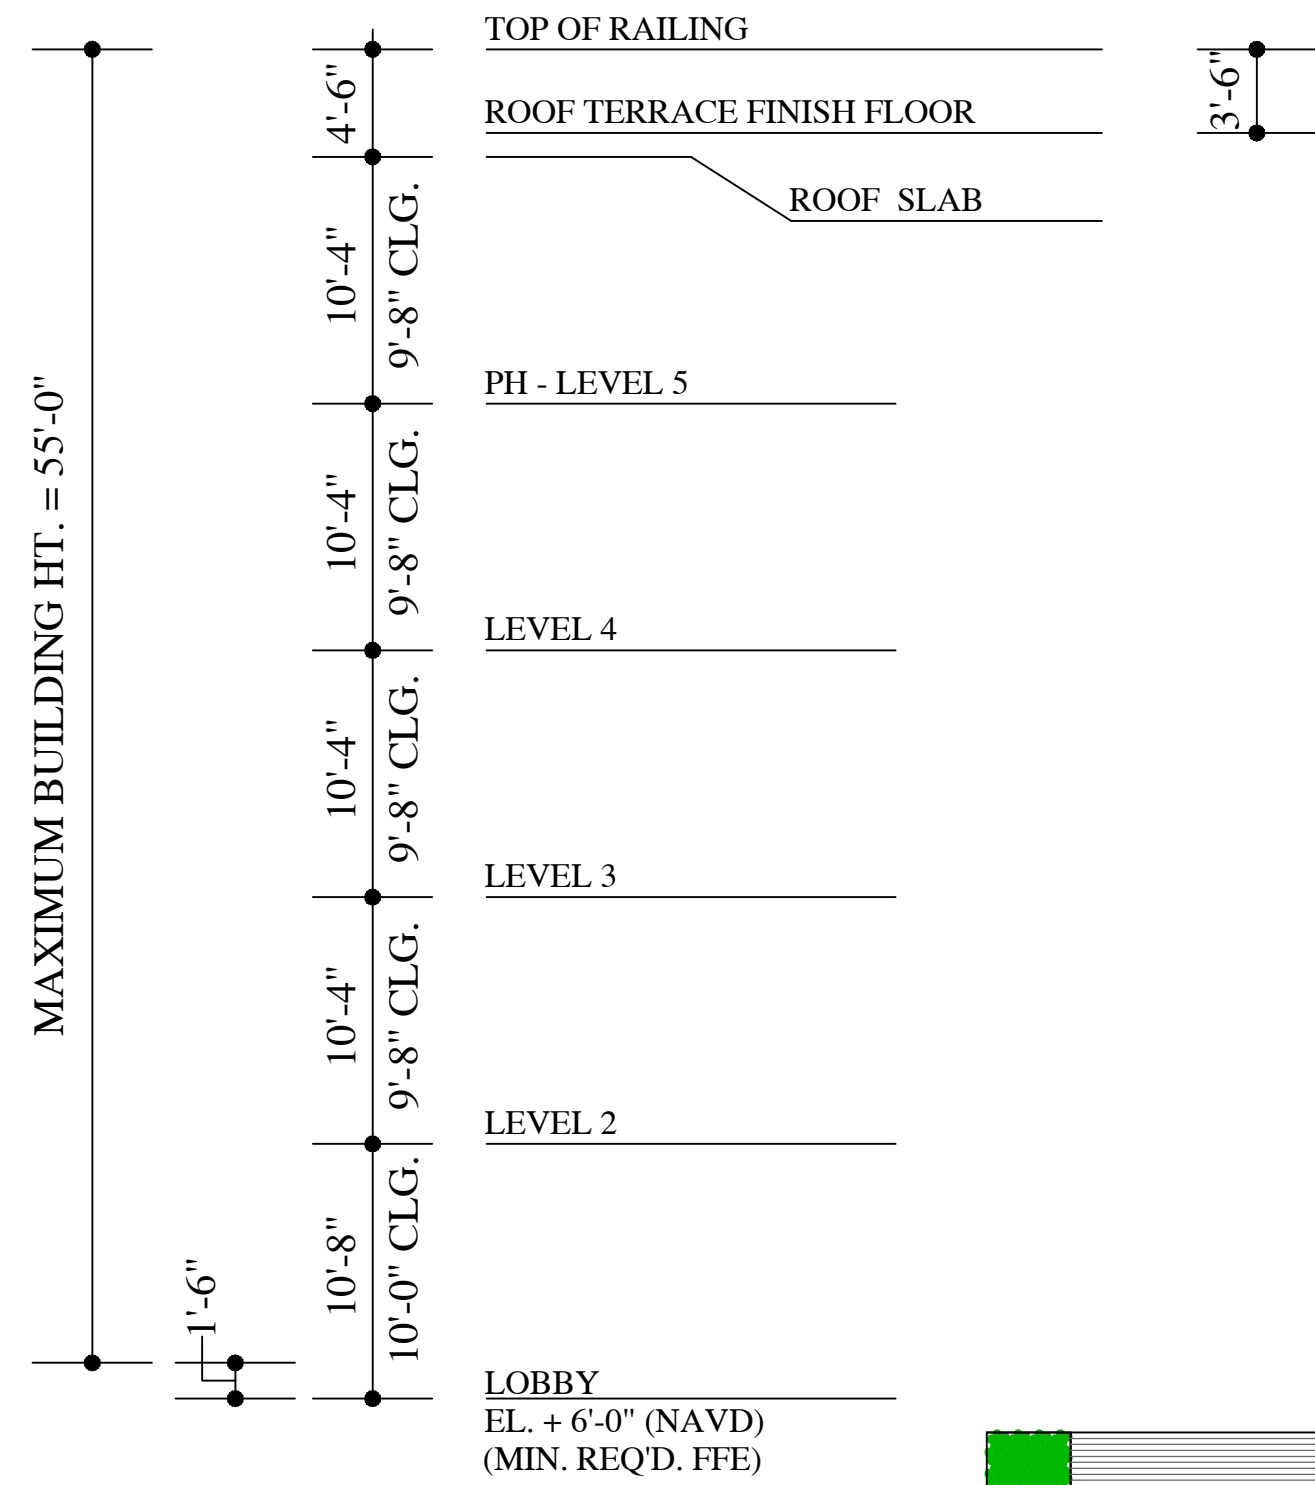 TOP OF RAILING
4'-6"
3'-6"
ROOF TERRACE FINISH FLOOR
ROOF SLAB
10'-4"
9'-8" CLG.
PH - LEVEL 5
MAXIMUM BUILDING HT. = 55'-0"
10'-4"
9'-8" CLG.
LEVEL 4
10'-4"
9'-8" CLG.
LEVEL 3
10'-4"
9'-8" CLG.
LEVEL 2
10'-8"
10'-0" CLG.
1'-6"
LOBBY
EL. + 6'-0" (NAVD)
(MIN. REQ'D. FFE)